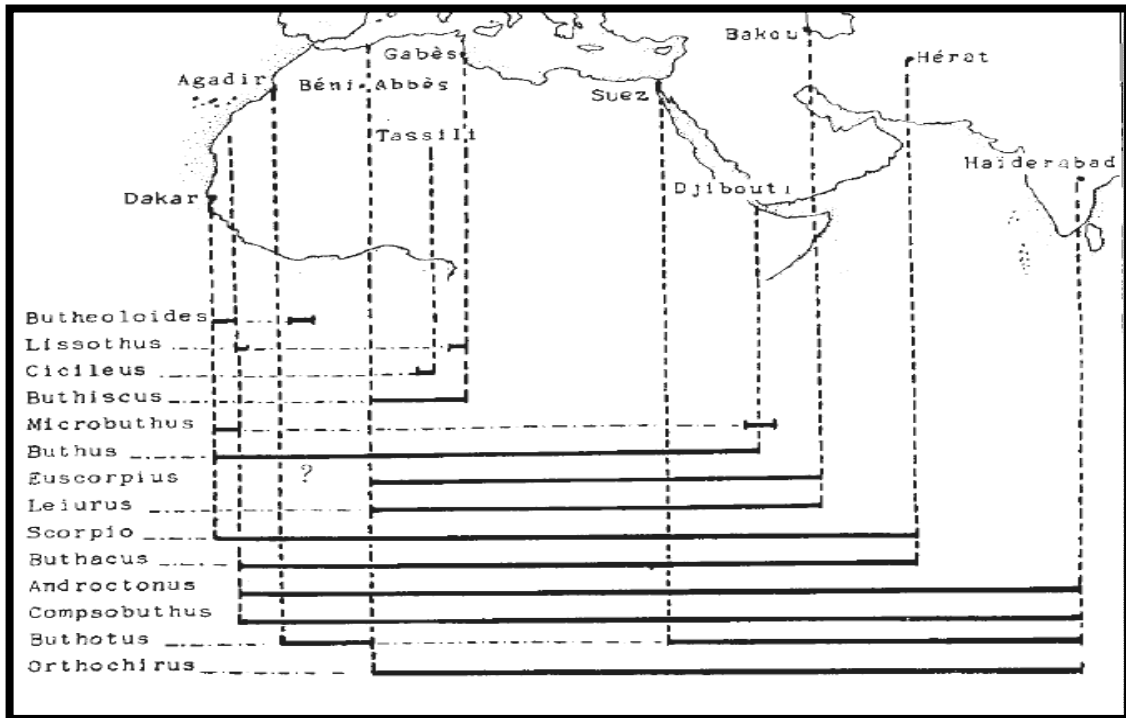 Bakou
Gabès
Hérat
Agadir
Béni-Abbès
Suez
Tassili
Haiderabad
Dakar
Djibouti
Butheoloides
Lissothus
Cicileus
Buthiscus
Microbuthus
Buthus
Euscorpius ?
Leiurus
Scorpio
Buthacus
Androctonus
Compsobuthus
Buthotus
Orthochirus